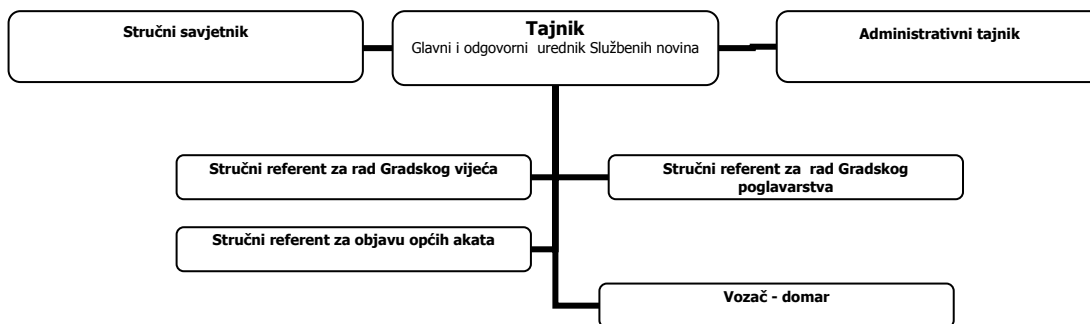 Stručni savjetnik
Tajnik
Glavni i odgovorni urednik Službenih novina
Administrativni tajnik
Stručni referent za rad Gradskog vijeća
Stručni referent za rad Gradskog
poglavarstva
Stručni referent za objavu općih akata
Vozač - domar